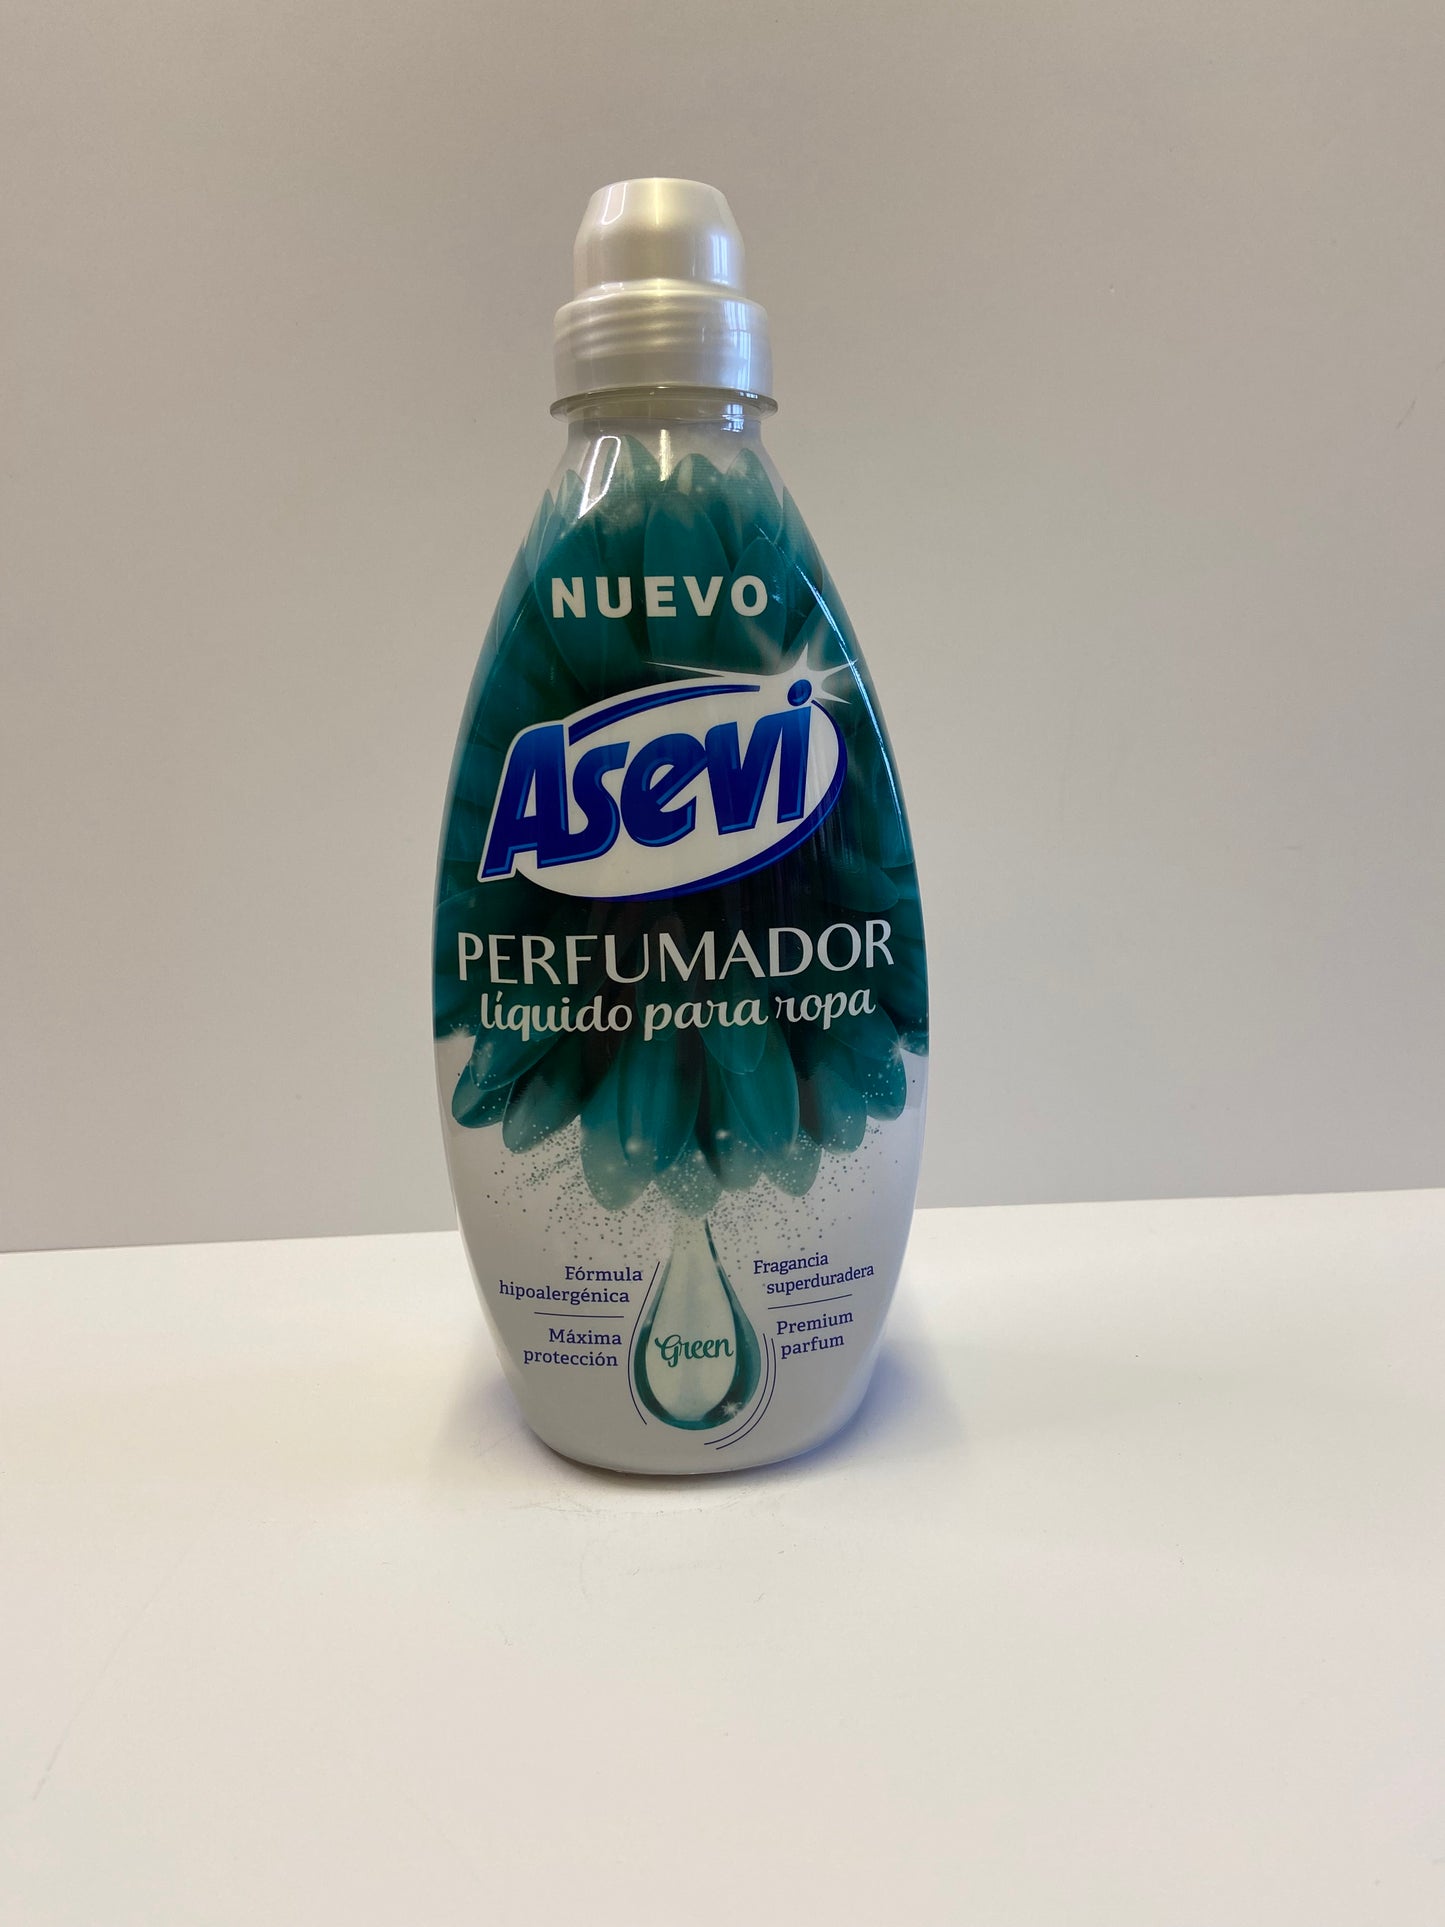 NUEVO
Asevi
PERFUMADOR
líquido para ropa
Fórmula
hipoalergénica
Máxima
protección
Green
Fragancia
superduradera
Premium
parfum